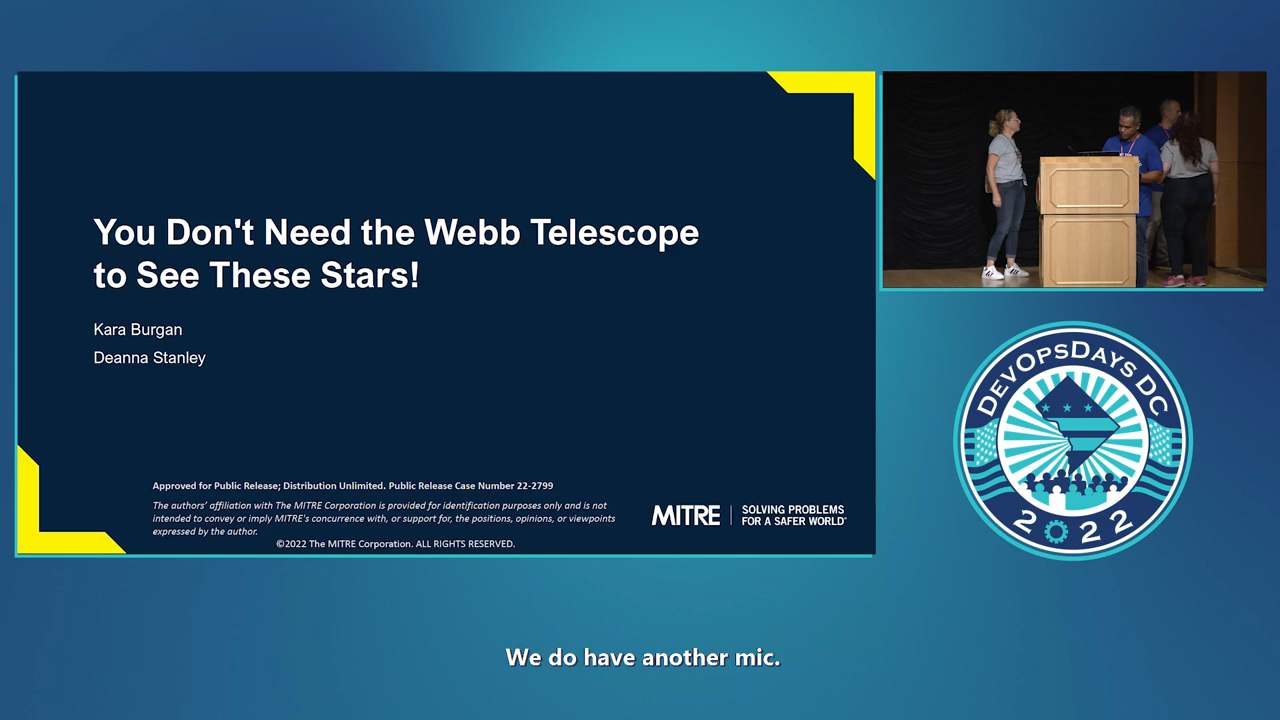 You Don't Need the Webb Telescope
to See These Stars!
Kara Burgan
Deanna Stanley
Approved for Public Release; Distribution Unlimited. Public Release Case Number 22-2799
The authors' affiliation with The MITRE Corporation is provided for identification purposes only and is not
intended to convey or imply MITRE's concurrence with, or support for, the positions, opinions, or viewpoints
expressed by the author.
©2022 The MITRE Corporation. ALL RIGHTS RESERVED.
MITRE
SOLVING PROBLEMS
FOR A SAFER WORLD
DEVOPSDAYS DC
2022
We do have another mic.